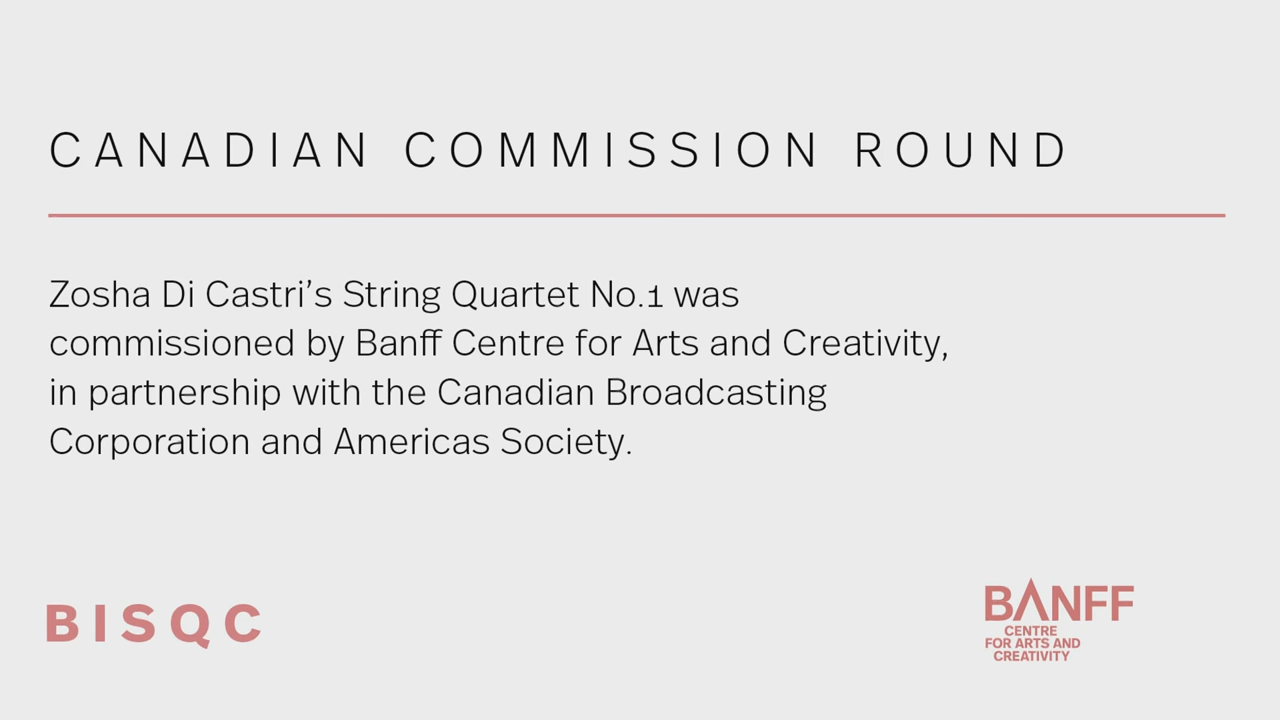 CANADIAN COMMISSION ROUND
Zosha Di Castri’s String Quartet No.1 was
commissioned by Banff Centre for Arts and Creativity,
in partnership with the Canadian Broadcasting
Corporation and Americas Society.
BISQC
BANFF
CENTRE
FOR ARTS AND
CREATIVITY